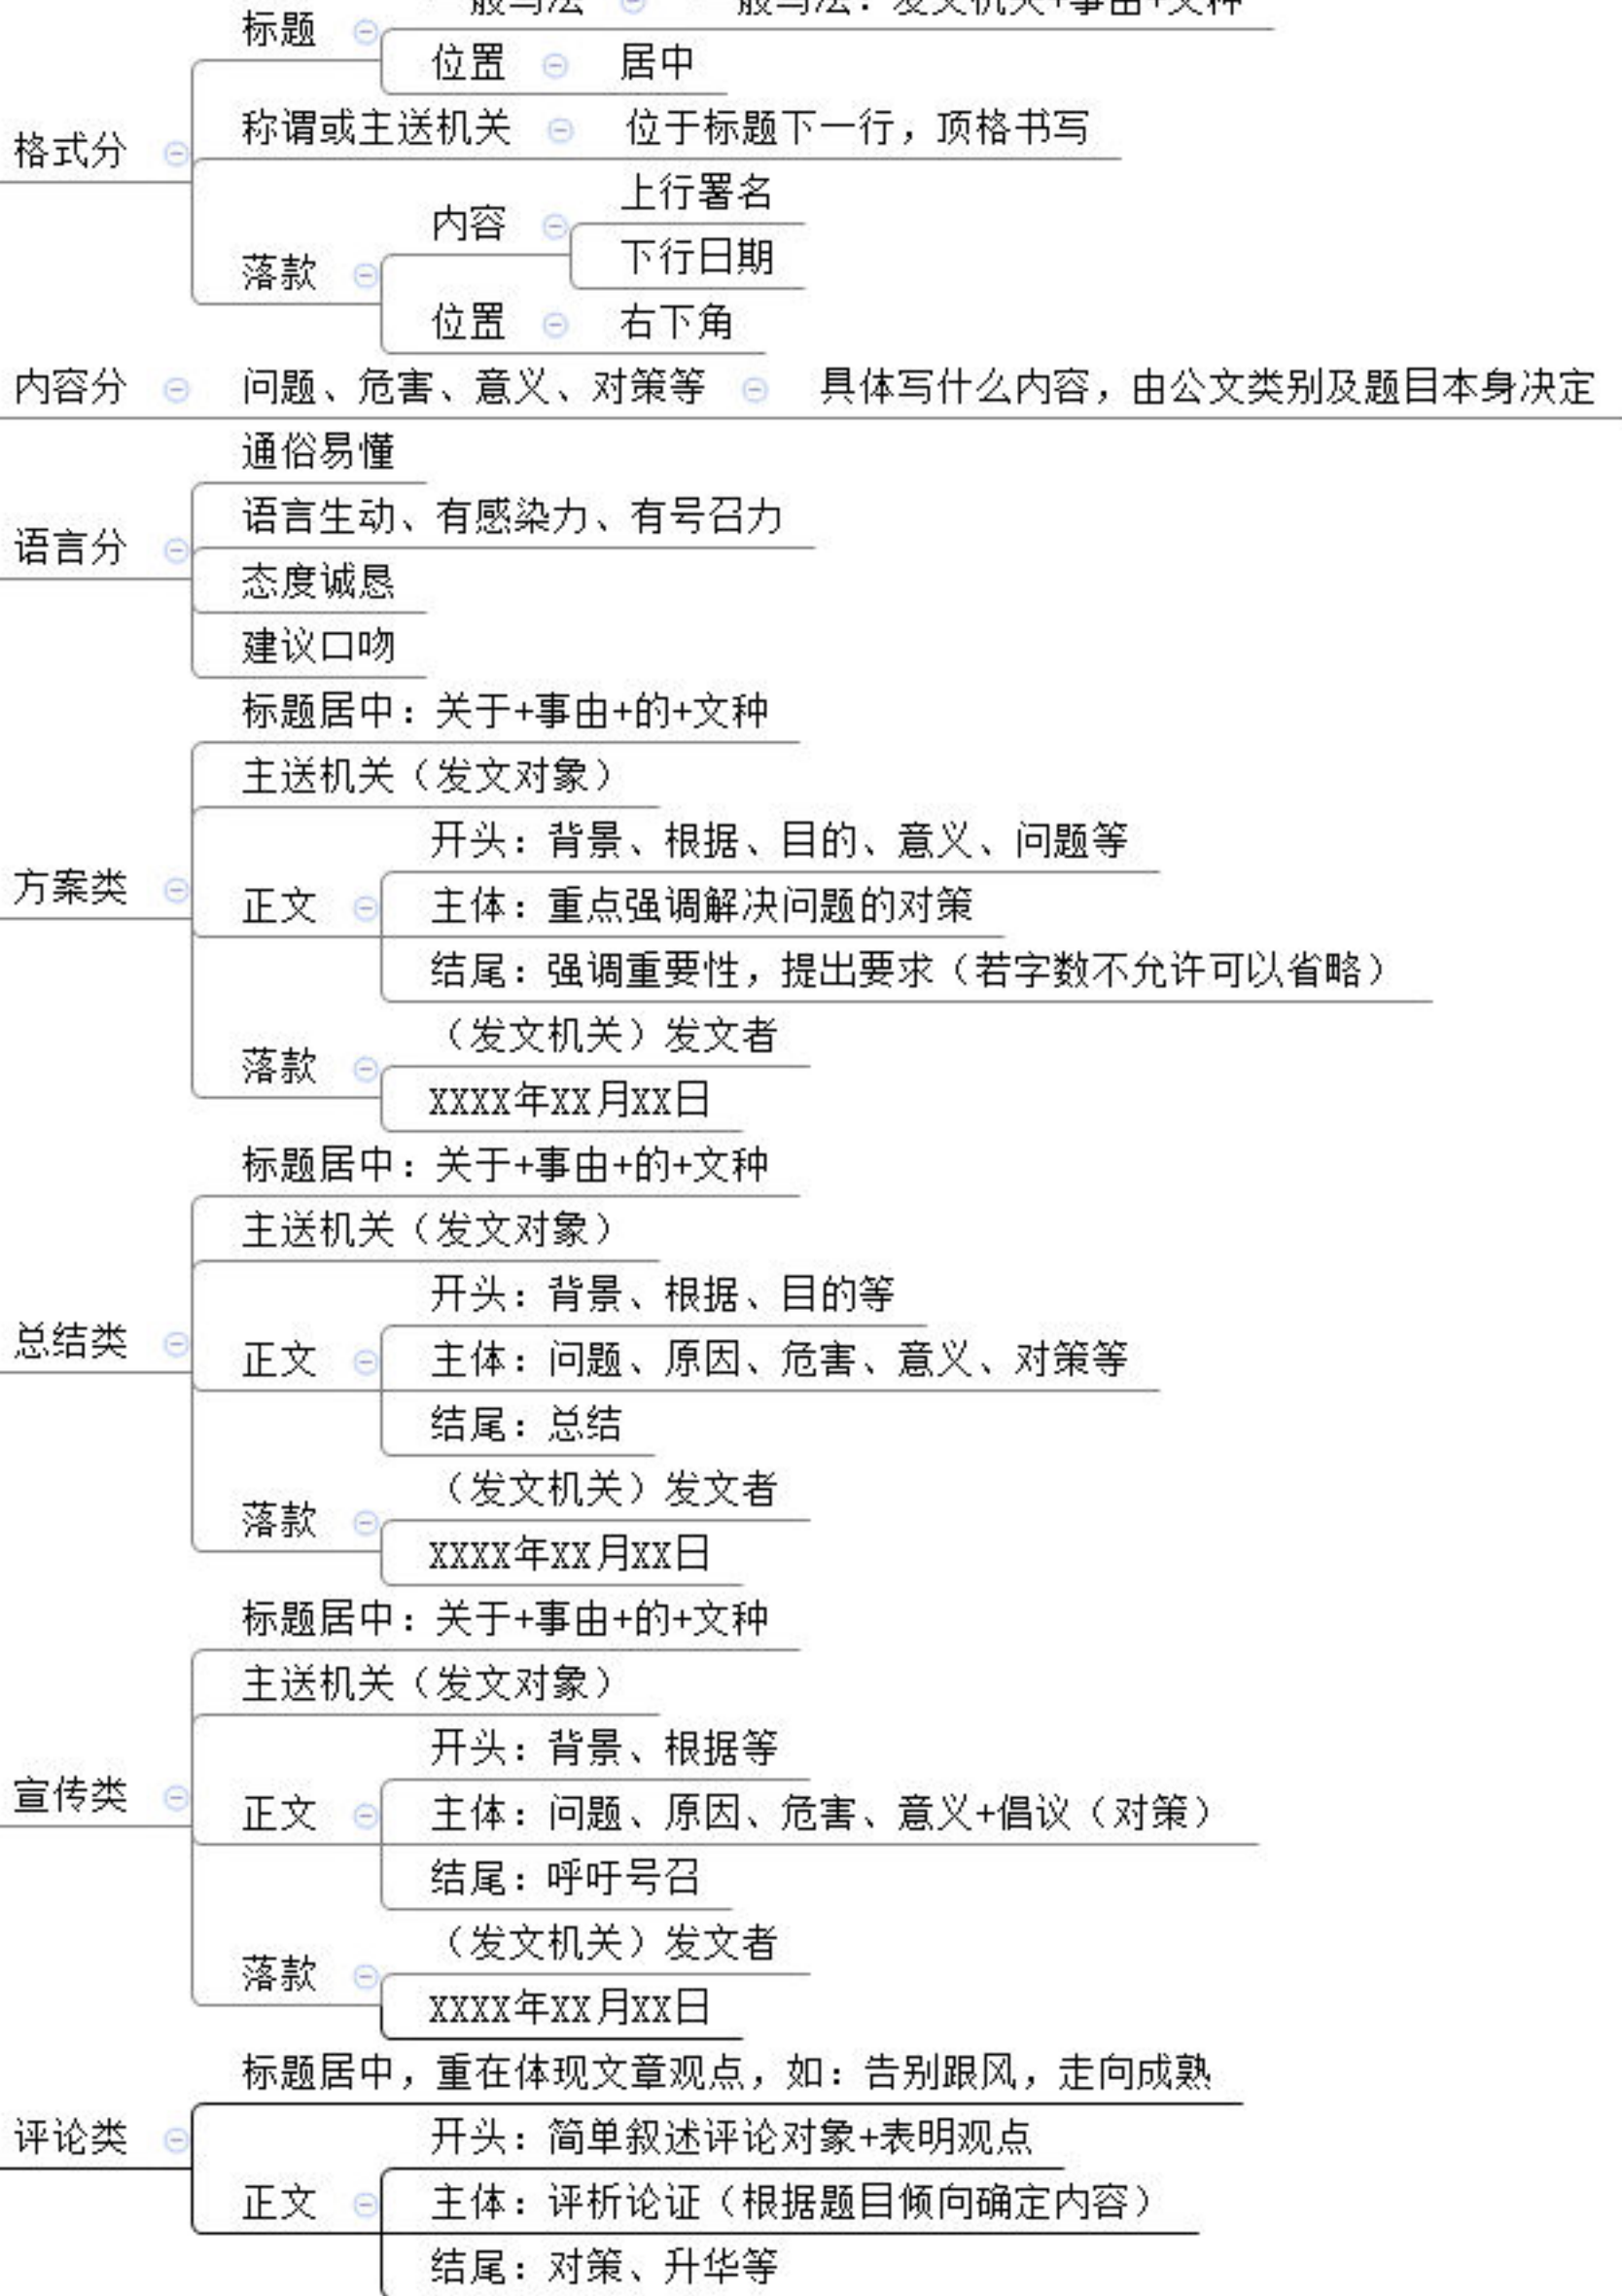 标题
一般写法 一般写法：发文机关+事由+文种
位置 居中
称谓或主送机关 位于标题下一行，顶格书写
格式分
上行署名
内容
下行日期
落款
位置 右下角
内容分 问题、危害、意义、对策等 具体写什么内容，由公文类别及题目本身决定
通俗易懂
语言生动、有感染力、有号召力
语言分
态度诚恳
建议口吻
标题居中：关于+事由+的+文种
主送机关（发文对象）
开头：背景、根据、目的、意义、问题等
方案类
正文 主体：重点强调解决问题的对策
结尾：强调重要性，提出要求（若字数不允许可以省略）
（发文机关）发文者
落款
XXXX年XX月XX日
标题居中：关于+事由+的+文种
主送机关（发文对象）
开头：背景、根据、目的等
总结类
正文 主体：问题、原因、危害、意义、对策等
结尾：总结
（发文机关）发文者
落款
XXXX年XX月XX日
标题居中：关于+事由+的+文种
主送机关（发文对象）
开头：背景、根据等
宣传类
正文 主体：问题、原因、危害、意义+倡议（对策）
结尾：呼吁号召
（发文机关）发文者
落款
XXXX年XX月XX日
标题居中，重在体现文章观点，如：告别跟风，走向成熟
评论类
开头：简单叙述评论对象+表明观点
正文 主体：评析论证（根据题目倾向确定内容）
结尾：对策、升华等